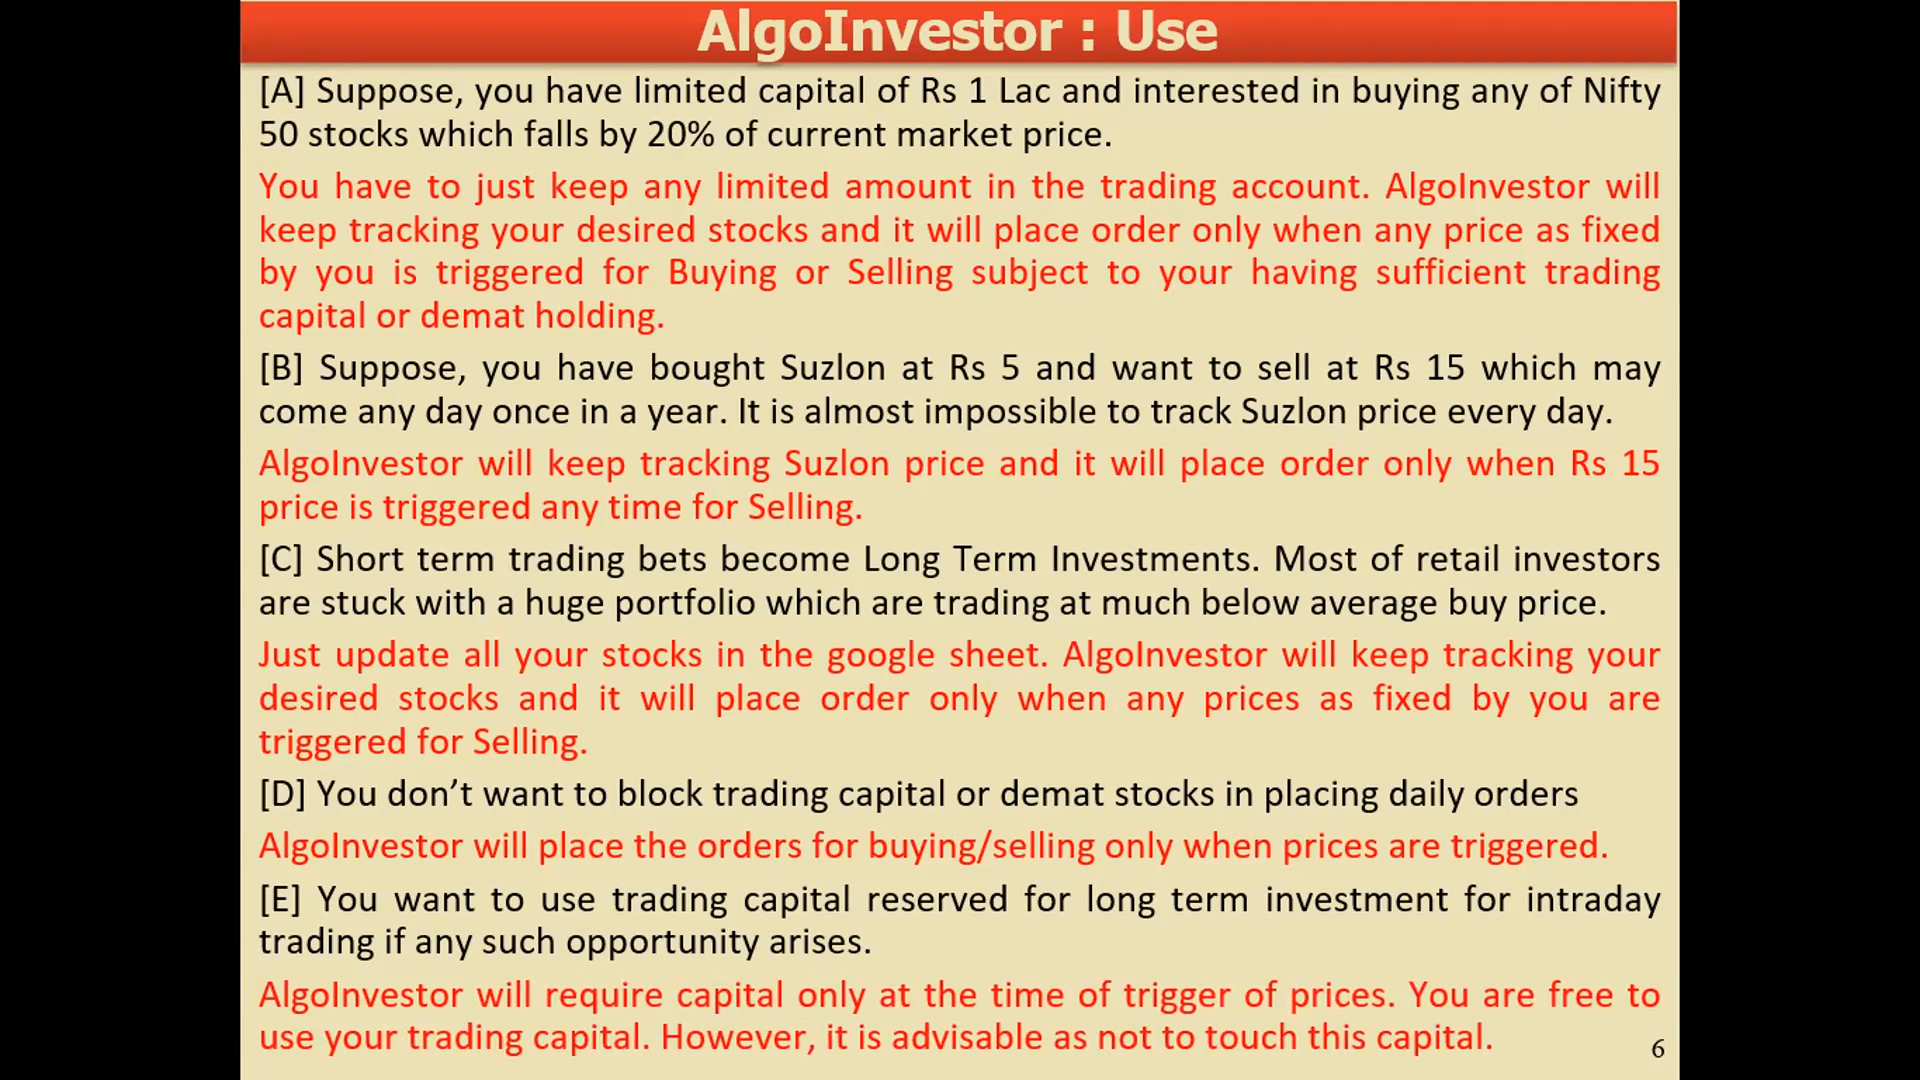 AlgoInvestor : Use
[A] Suppose, you have limited capital of Rs 1 Lac and interested in buying any of Nifty
50 stocks which falls by 20% of current market price.
You have to just keep any limited amount in the trading account. AlgoInvestor will
keep tracking your desired stocks and it will place order only when any price as fixed
by you is triggered for Buying or Selling subject to your having sufficient trading
capital or demat holding.
[B] Suppose, you have bought Suzlon at Rs 5 and want to sell at Rs 15 which may
come any day once in a year. It is almost impossible to track Suzlon price every day.
AlgoInvestor will keep tracking Suzlon price and it will place order only when Rs 15
price is triggered any time for Selling.
[C] Short term trading bets become Long Term Investments. Most of retail investors
are stuck with a huge portfolio which are trading at much below average buy price.
Just update all your stocks in the google sheet. AlgoInvestor will keep tracking your
desired stocks and it will place order only when any prices as fixed by you are
triggered for Selling.
[D] You don’t want to block trading capital or demat stocks in placing daily orders
AlgoInvestor will place the orders for buying/selling only when prices are triggered.
[E] You want to use trading capital reserved for long term investment for intraday
trading if any such opportunity arises.
AlgoInvestor will require capital only at the time of trigger of prices. You are free to
use your trading capital. However, it is advisable as not to touch this capital.
6